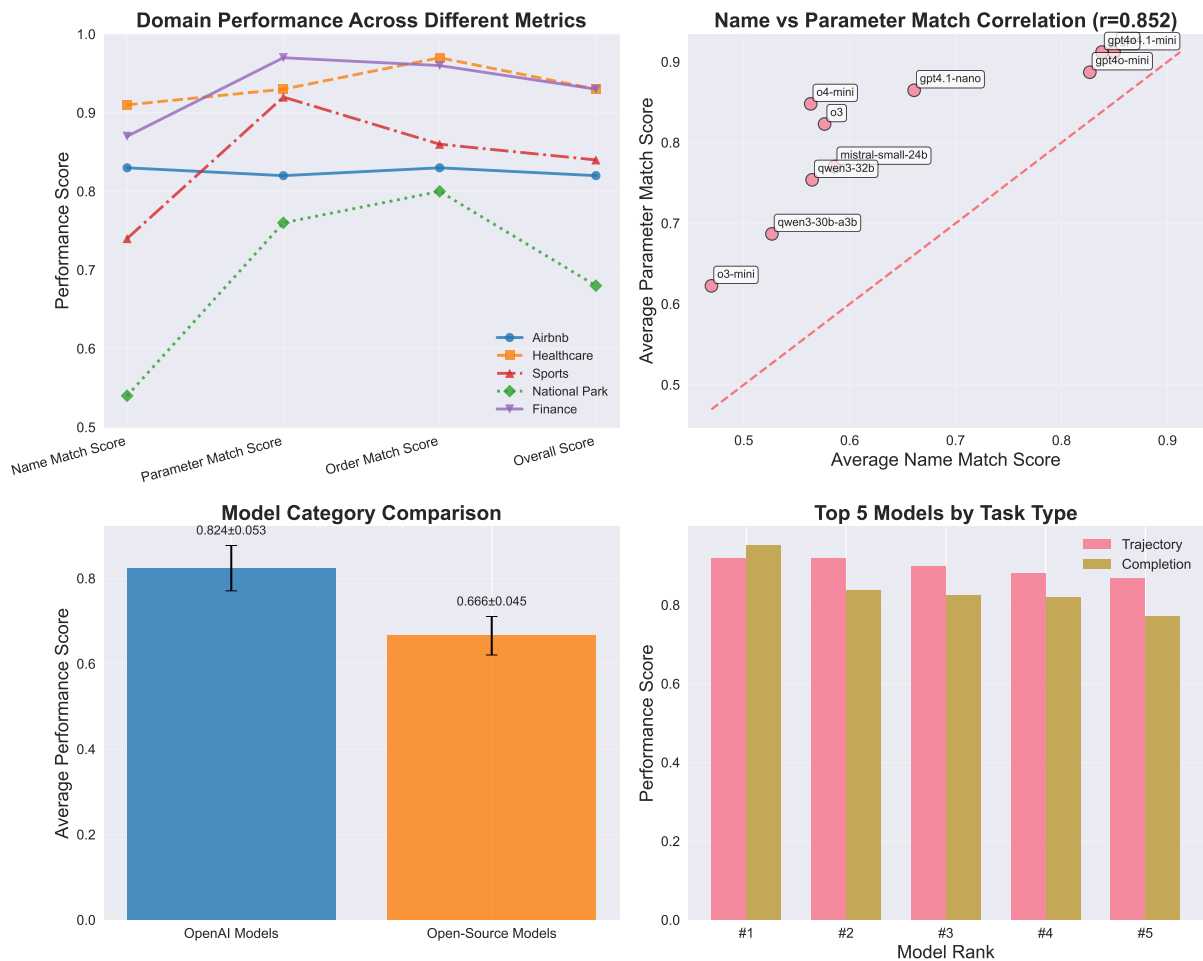 Domain Performance Across Different Metrics
Performance Score
1.0
0.9
0.8
0.7
0.6
0.5
Name Match Score
Parameter Match Score
Order Match Score
Overall Score
Airbnb
Healthcare
Sports
National Park
Finance
Name vs Parameter Match Correlation (r=0.852)
Average Parameter Match Score
0.9
0.8
0.7
0.6
0.5
gpt4o
.1-mini
gpt4o-mini
gpt4.1-nano
o4-mini
o3
mistral-small-24b
qwen3-32b
qwen3-30b-a3b
o3-mini
0.5
0.6
0.7
0.8
0.9
Average Name Match Score
Model Category Comparison
Average Performance Score
0.8
0.6
0.4
0.2
0.0
0.824±0.053
0.666±0.045
OpenAI Models
Open-Source Models
Top 5 Models by Task Type
Performance Score
0.8
0.6
0.4
0.2
0.0
Trajectory
Completion
#1
#2
#3
#4
#5
Model Rank